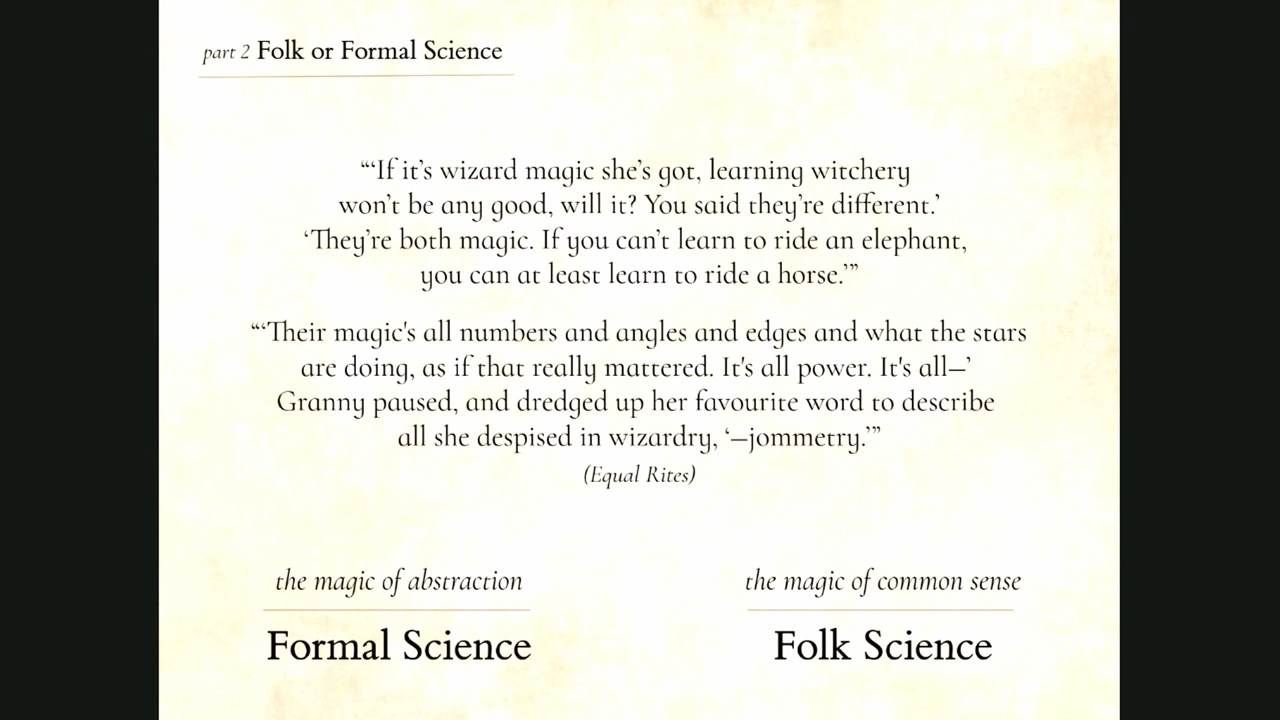 part 2 Folk or Formal Science
“‘If it’s wizard magic she’s got, learning witchery
won’t be any good, will it? You said they’re different.’
‘They’re both magic. If you can’t learn to ride an elephant,
you can at least learn to ride a horse.’”
“‘Their magic's all numbers and angles and edges and what the stars
are doing, as if that really mattered. It's all power. It's all—’
Granny paused, and dredged up her favourite word to describe
all she despised in wizardry, ‘—jommetry.’”
(Equal Rites)
the magic of abstraction
Formal Science
the magic of common sense
Folk Science